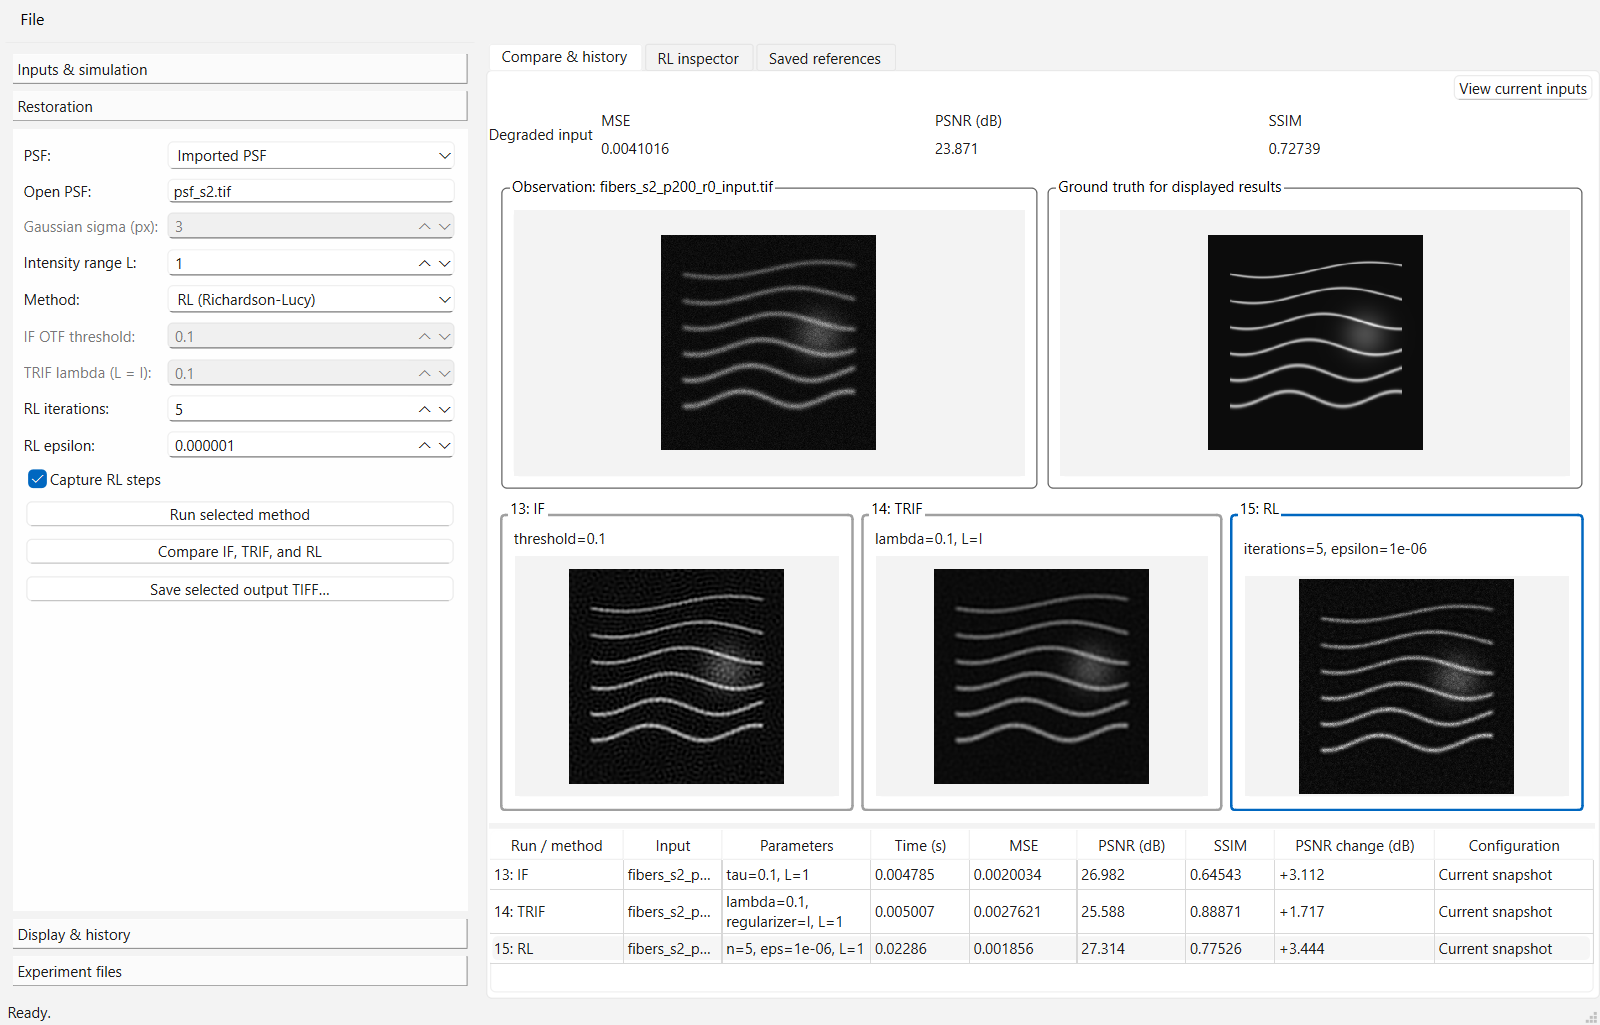 File
Inputs & simulation
Restoration
PSF:
Imported PSF
Open PSF:
psf_s2.tif
Gaussian sigma (px):
3
Intensity range L:
1
Method:
RL (Richardson-Lucy)
IF OTF threshold:
0.1
TRIF lambda (L = I):
0.1
RL iterations:
5
RL epsilon:
0.000001
Capture RL steps
Run selected method
Compare IF, TRIF, and RL
Save selected output TIFF...
Display & history
Experiment files
Ready.
Compare & history
RL inspector
Saved references
View current inputs
Degraded input
MSE
0.0041016
PSNR (dB)
23.871
SSIM
0.72739
Observation: fibers_s2_p200_r0_input.tif
Ground truth for displayed results
13: IF
threshold=0.1
14: TRIF
lambda=0.1, L=I
15: RL
iterations=5, epsilon=1e-06
Run / method Input Parameters Time (s) MSE PSNR (dB) SSIM PSNR change (dB) Configuration
13: IF fibers_s2_p... tau=0.1, L=1 0.004785 0.0020034 26.982 0.64543 +3.112 Current snapshot
14: TRIF fibers_s2_p... lambda=0.1,
regularizer=I, L=1 0.005007 0.0027621 25.588 0.88871 +1.717 Current snapshot
15: RL fibers_s2_p... n=5, eps=1e-06, L=1 0.02286 0.001856 27.314 0.77526 +3.444 Current snapshot